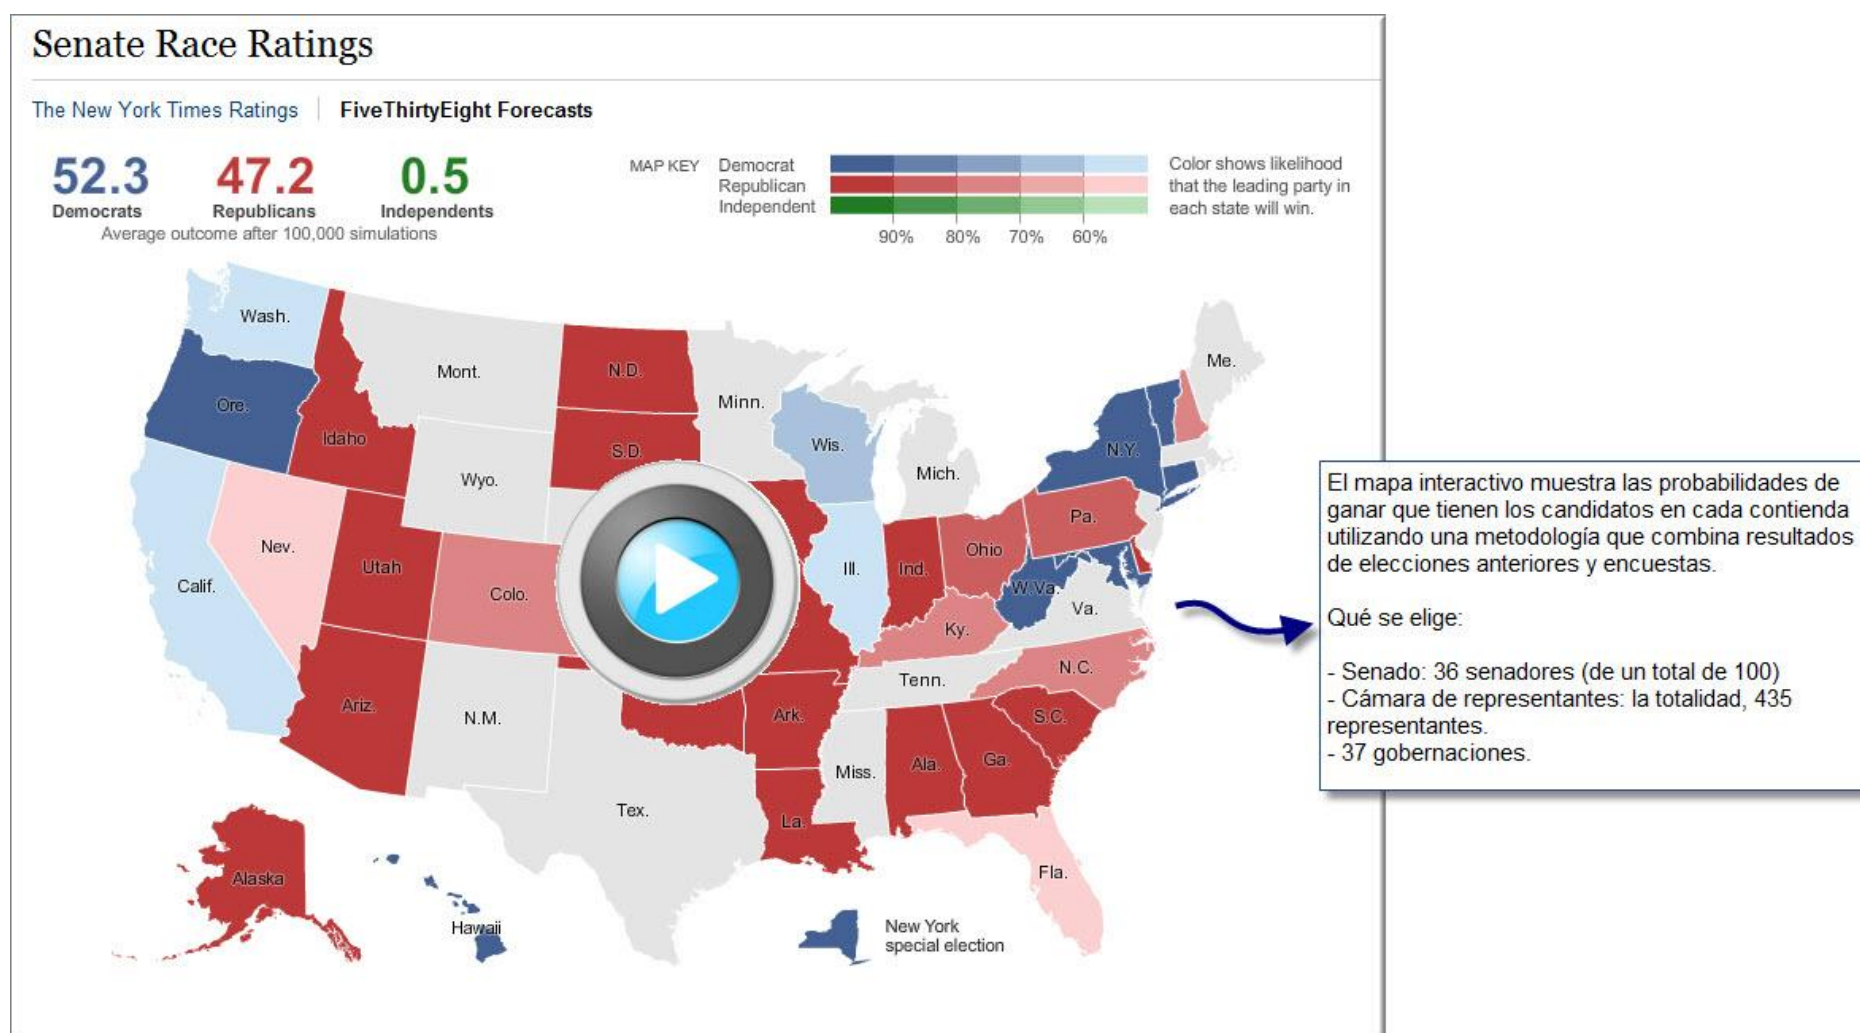 Senate Race Ratings
The New York Times Ratings
FiveThirtyEight Forecasts
52.3
Democrats
47.2
Republicans
0.5
Independents
Average outcome after 100,000 simulations
MAP KEY
Democrat
Republican
Independent
90%
80%
70%
60%
Color shows likelihood
that the leading party in
each state will win.
Wash.
Ore.
Idaho
Mont.
N.D.
Minn.
S.D.
Wyo.
Wis.
Mich.
N.Y.
Me.
Nev.
Calif.
Utah
Colo.
Ill.
Ind.
Ohio
Pa.
W.Va.
Va.
Ky.
N.C.
Tenn.
Ariz.
N.M.
Ark.
S.C.
Miss.
Ala.
Ga.
Tex.
La.
Fla.
Alaska
Hawaii
New York
special election
El mapa interactivo muestra las probabilidades de
ganar que tienen los candidatos en cada contienda
utilizando una metodología que combina resultados
de elecciones anteriores y encuestas.
Qué se elige:
- Senado: 36 senadores (de un total de 100)
- Cámara de representantes: la totalidad, 435
representantes.
- 37 gobernaciones.